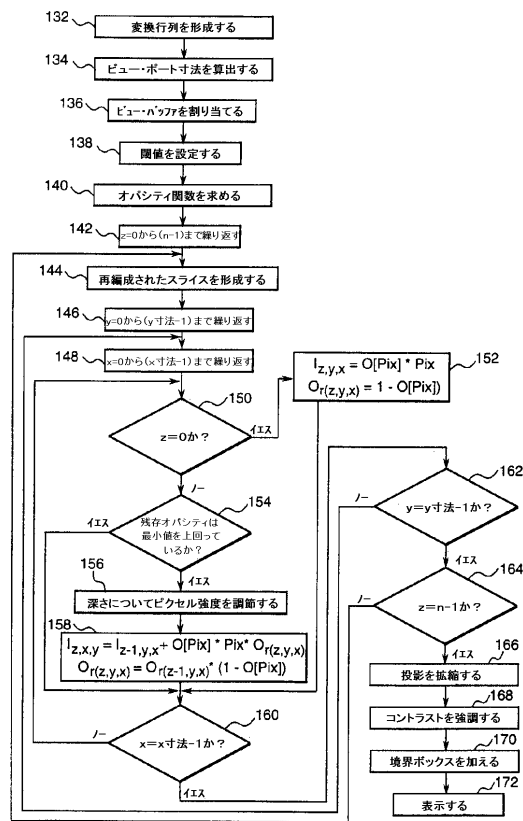 132
変換行列を形成する
134
ビュー・ポート寸法を算出する
136
ﾋﾞｭｰ・ﾊﾞｯﾌｧを割り当てる
138
閾値を設定する
140
オパシティ関数を求める
142
z=0から(n-1)まで繰り返す
144
再編成されたスライスを形成する
146
y=0から(y寸法-1)まで繰り返す
148
x=0から(x寸法-1)まで繰り返す
150
z=0か?
イエス
ノー
152
Iz,y,x = O[Pix] * Pix
Or(z,y,x) = 1 - O[Pix])
154
残存オパシティは
最小値を上回って
いるか?
イエス
イエス
156
深さについてピクセル強度を調節する
158
Iz,x,y = Iz-1,y,x + O[Pix] * Pix* Or(z,y,x)
Or(z,y,x) = Or(z-1,y,x)* (1 - O[Pix])
160
x=x寸法-1か?
ノー
イエス
162
y=y寸法-1か?
ノー
イエス
164
z=n-1か?
ノー
イエス
166
投影を拡縮する
168
コントラストを強調する
170
境界ボックスを加える
172
表示する